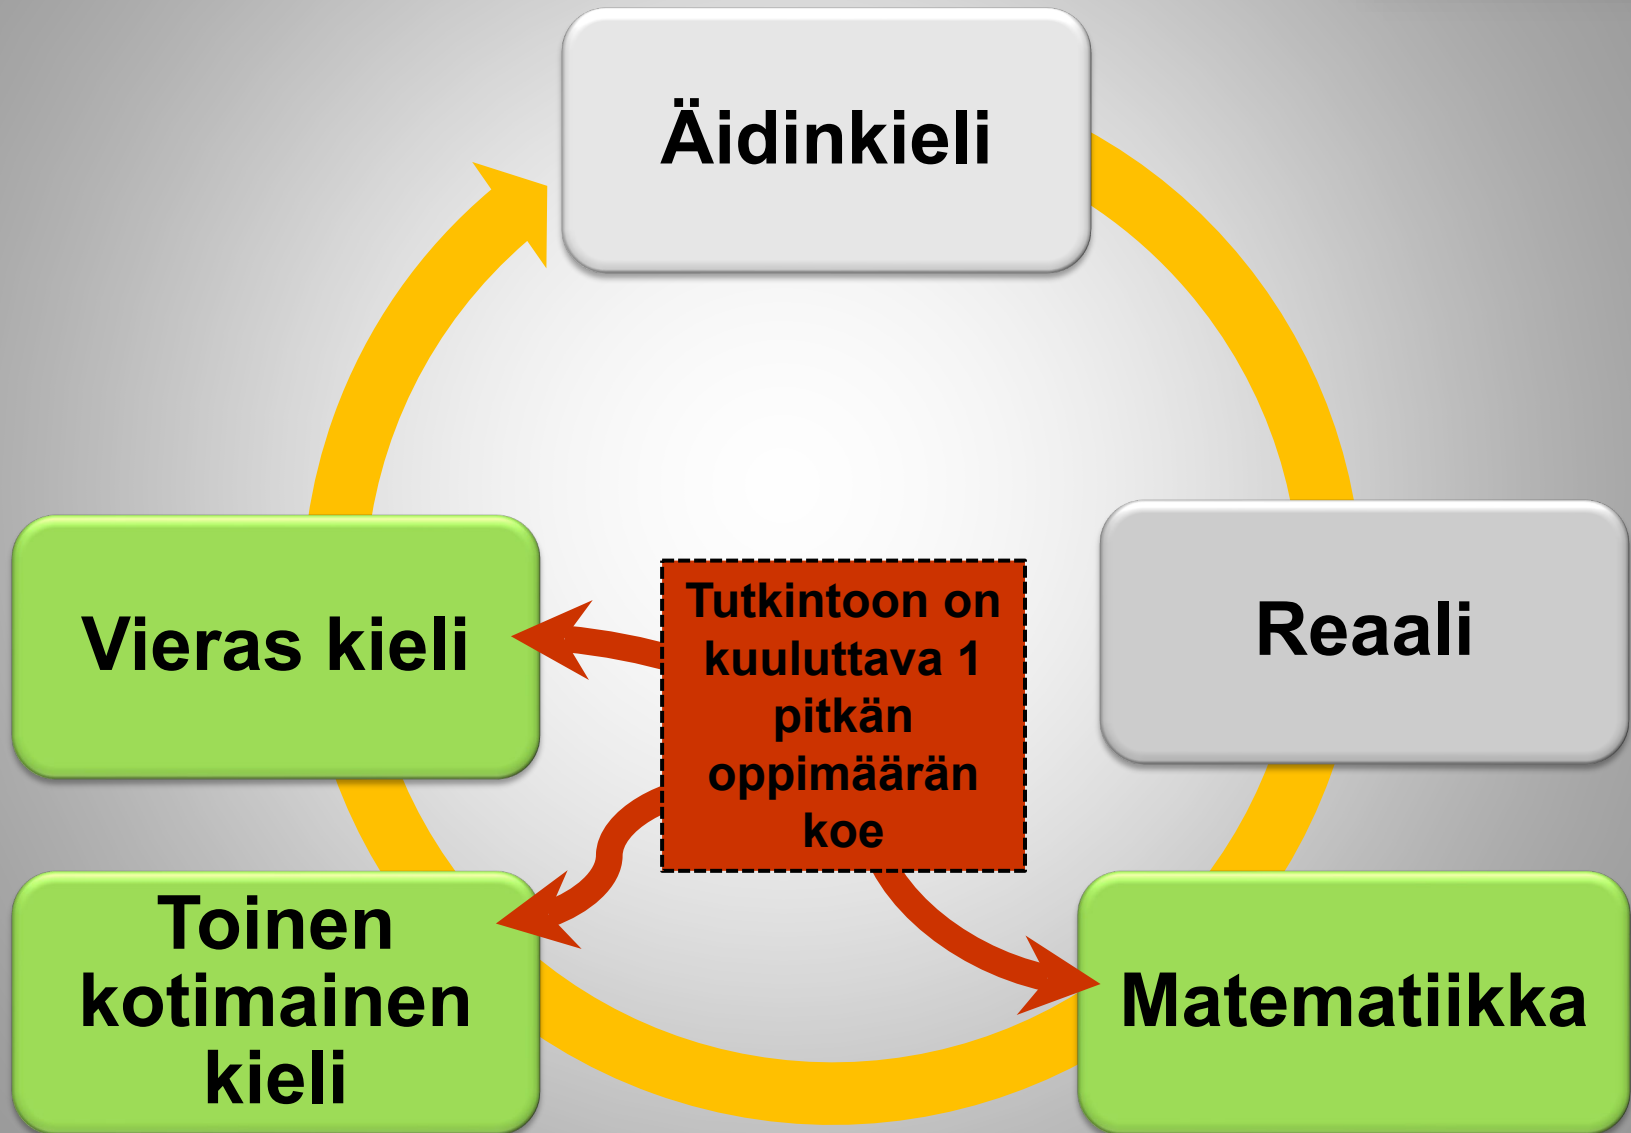 Äidinkieli
Reaali
Matematiikka
Toinen
kotimainen
kieli
Vieras kieli
Tutkintoon on
kuuluttava 1
pitkän
oppimäärän
koe